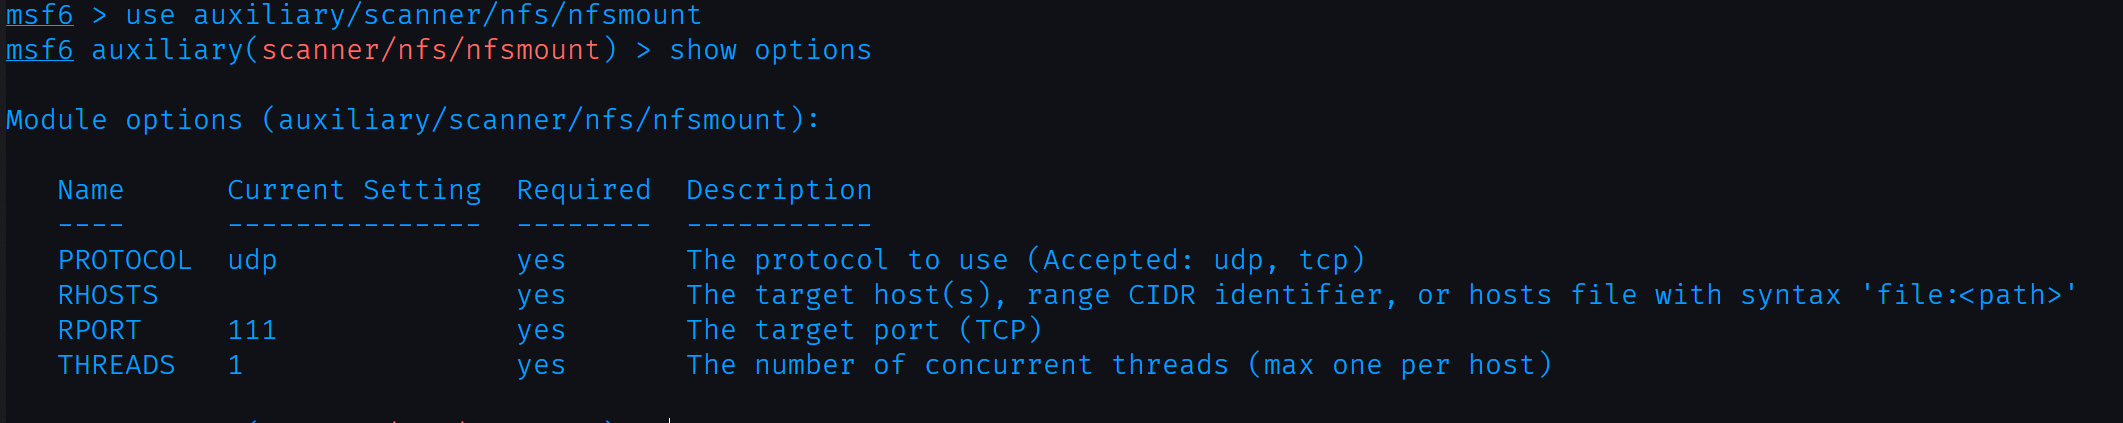 msf6 > use auxiliary/scanner/nfs/nfsmount
msf6 auxiliary(scanner/nfs/nfsmount) > show options
Module options (auxiliary/scanner/nfs/nfsmount):
Name Current Setting Required Description
---- --------------- -------- -----------
PROTOCOL udp yes The protocol to use (Accepted: udp, tcp)
RHOSTS yes The target host(s), range CIDR identifier, or hosts file with syntax 'file:<path>'
RPORT 111 yes The target port (TCP)
THREADS 1 yes The number of concurrent threads (max one per host)